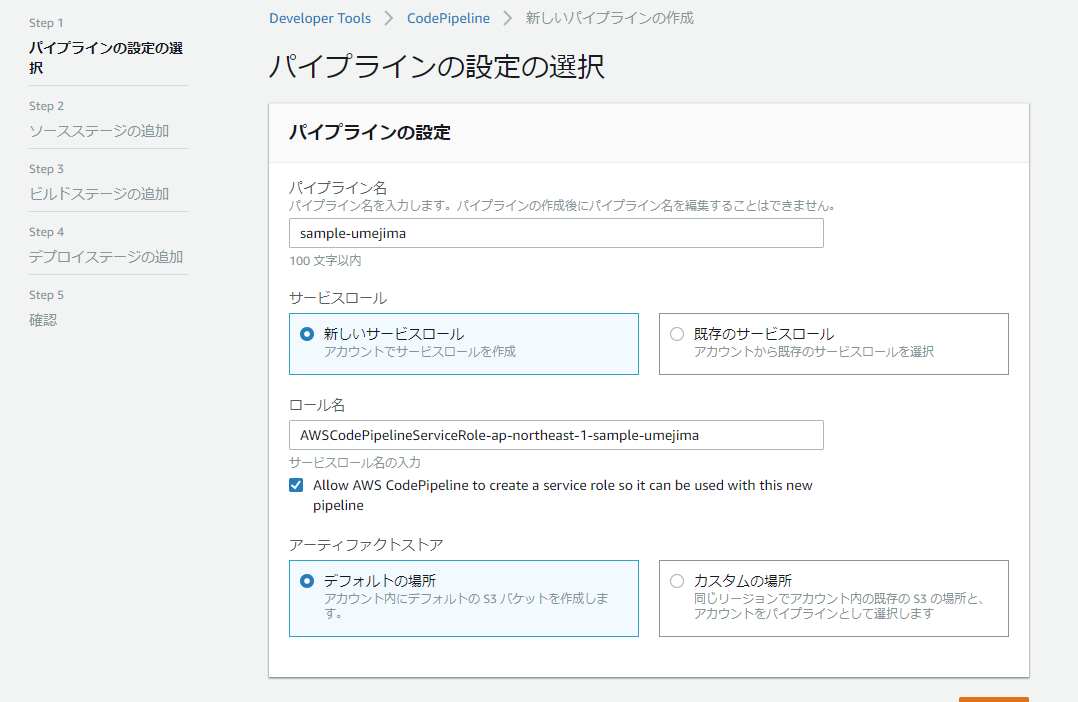 Step 1
パイプラインの設定の選
択
Step 2
ソースステージの追加
Step 3
ビルドステージの追加
Step 4
デプロイステージの追加
Step 5
確認
Developer Tools
CodePipeline
新しいパイプラインの作成
パイプラインの設定の選択
パイプラインの設定
パイプライン名
パイプライン名を入力します。パイプラインの作成後にパイプライン名を編集することはできません。
sample-umejima
100 文字以内
サービスロール
新しいサービスロール
アカウントでサービスロールを作成
既存のサービスロール
アカウントから既存のサービスロールを選択
ロール名
AWSCodePipelineServiceRole-ap-northeast-1-sample-umejima
サービスロール名の入力
Allow AWS CodePipeline to create a service role so it can be used with this new
pipeline
アーティファクトストア
デフォルトの場所
アカウント内にデフォルトの S3 バケットを作成しま
す。
カスタムの場所
同じリージョンでアカウント内の既存の S3 の場所と、
アカウントをパイプラインとして選択します